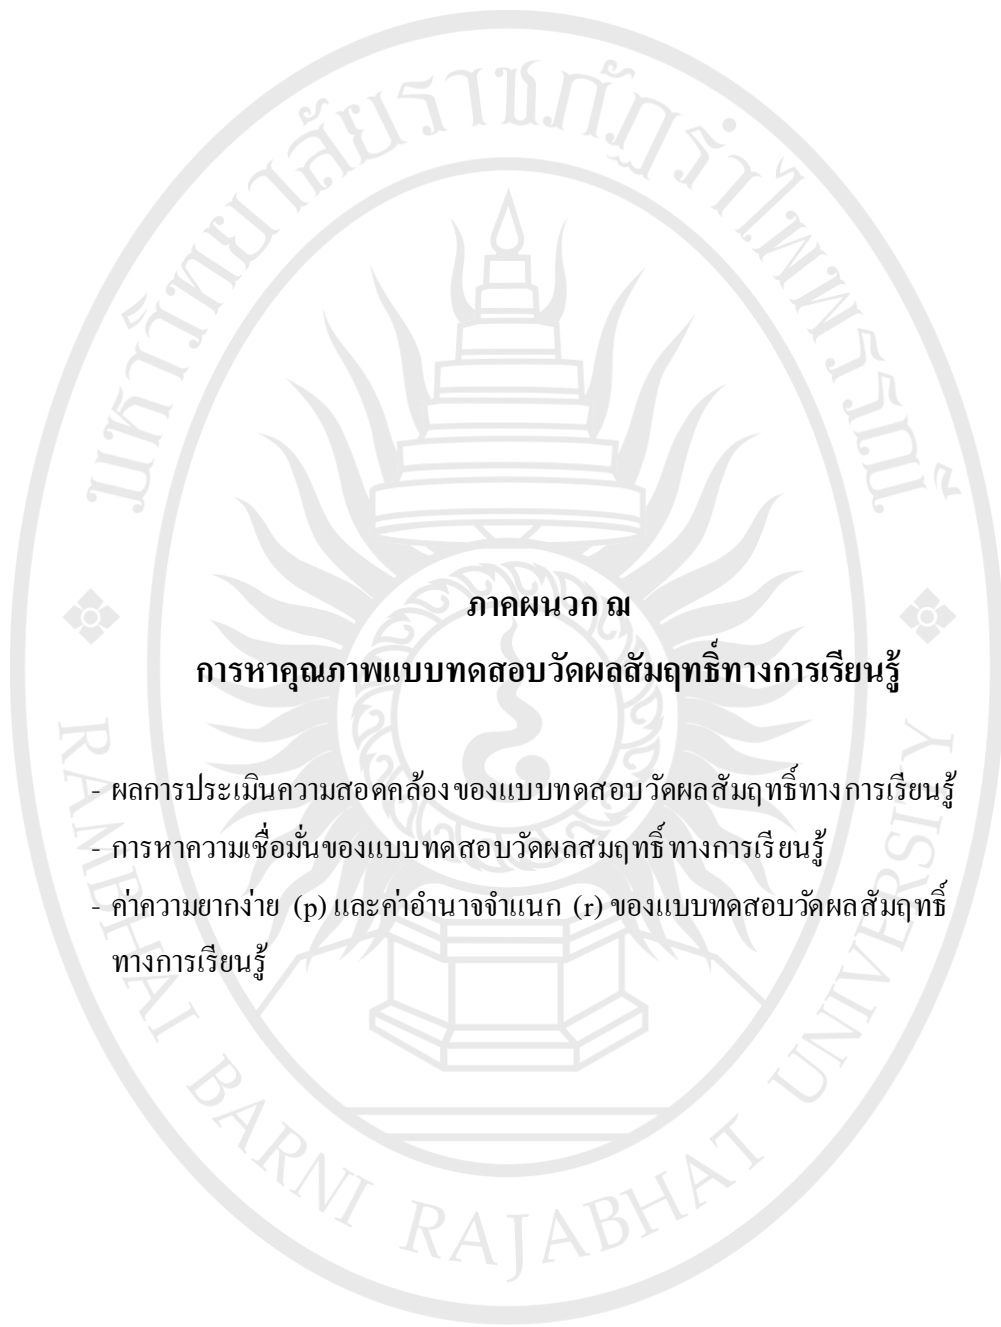 มหาวิทยาลัยราชภัฏรำไพพรรณี
ภาคผนวก ฌ
การหาคุณภาพแบบทดสอบวัดผลสัมฤทธิ์ทางการเรียนรู้
- ผลการประเมินความสอดคล้องของแบบทดสอบวัดผลสัมฤทธิ์ทางการเรียนรู้
- การหาความเชื่อมั่นของแบบทดสอบวัดผลสมฤทธิ์ทางการเรียนรู้
- ค่าความยากง่าย (p) และค่าอำนาจจำแนก (r) ของแบบทดสอบวัดผลสัมฤทธิ์
ทางการเรียนรู้
RAMBHAI BARNI RAJABHAT UNIVERSITY